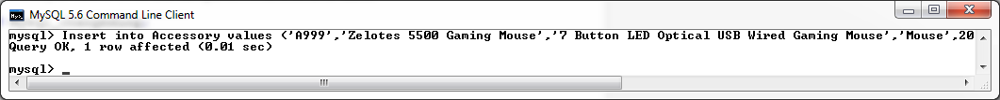 MySQL 5.6 Command Line Client
mysql> Insert into Accessory values ('A999','Zelotes 5500 Gaming Mouse','7 Button LED Optical USB Wired Gaming Mouse','Mouse',20
Query OK, 1 row affected (0.01 sec)
mysql> _